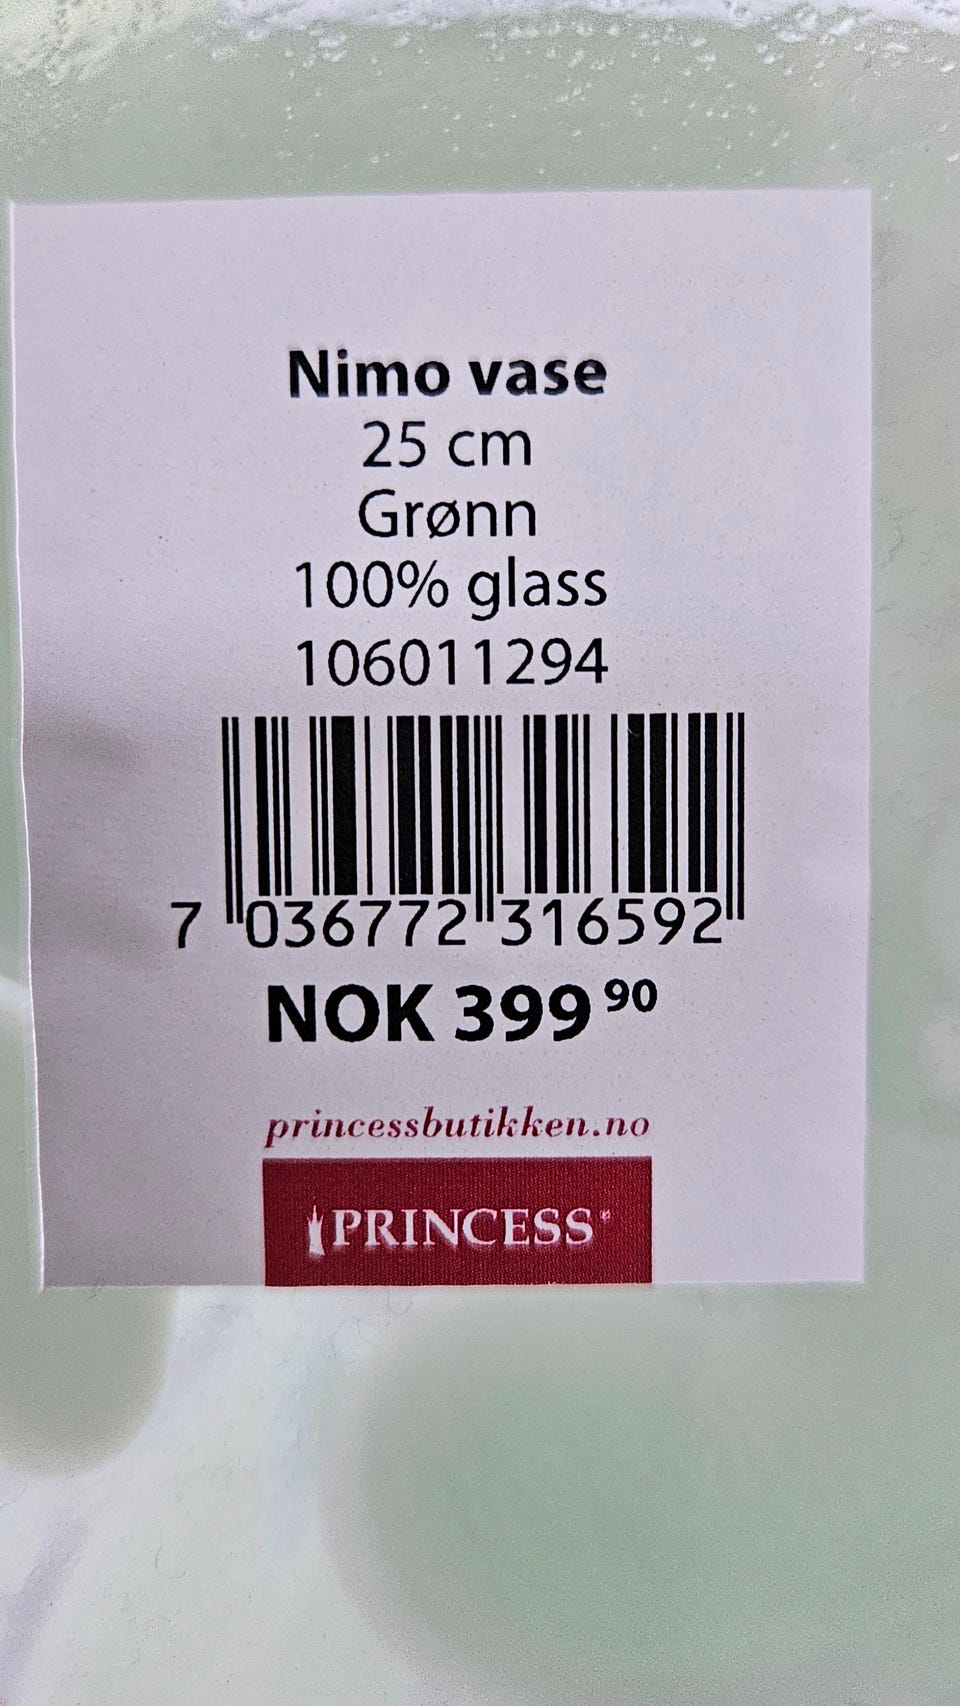 Nimo vase
25 cm
Grønn
100% glass
106011294
7 036772 316592
NOK 399 90
princessbutikken.no
PRINCESS®